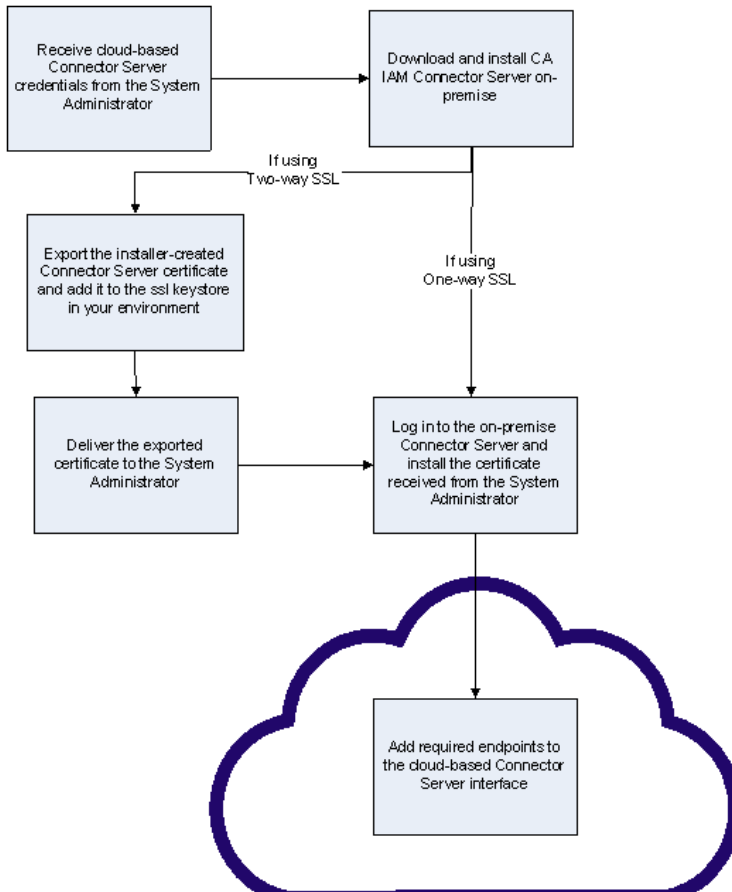 Receive cloud-based
Connector Server
credentials from the System
Administrator
Download and install CA
IAM Connector Server on-
premise
If using
Two-way SSL
Export the installer-created
Connector Server certificate
and add it to the ssl keystore
in your environment
If using
One-way SSL
Deliver the exported
certificate to the System
Administrator
Log in to the on-premise
Connector Server and
install the certificate
received from the System
Administrator
Add required endpoints to
the cloud-based Connector
Server interface